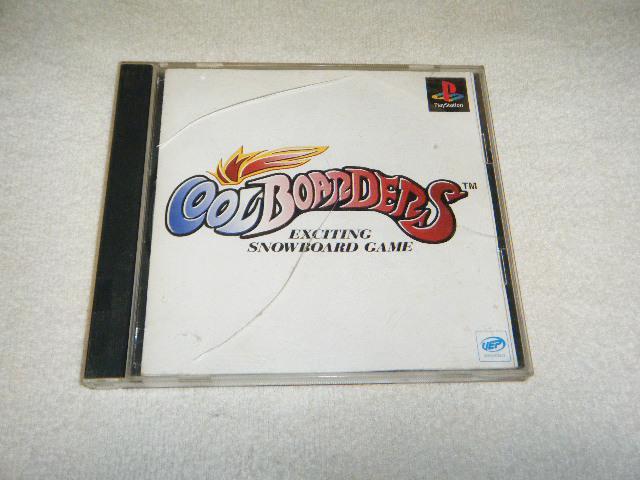 PlayStation
COOL BOARDERS™
EXCITING
SNOWBOARD GAME
UEP